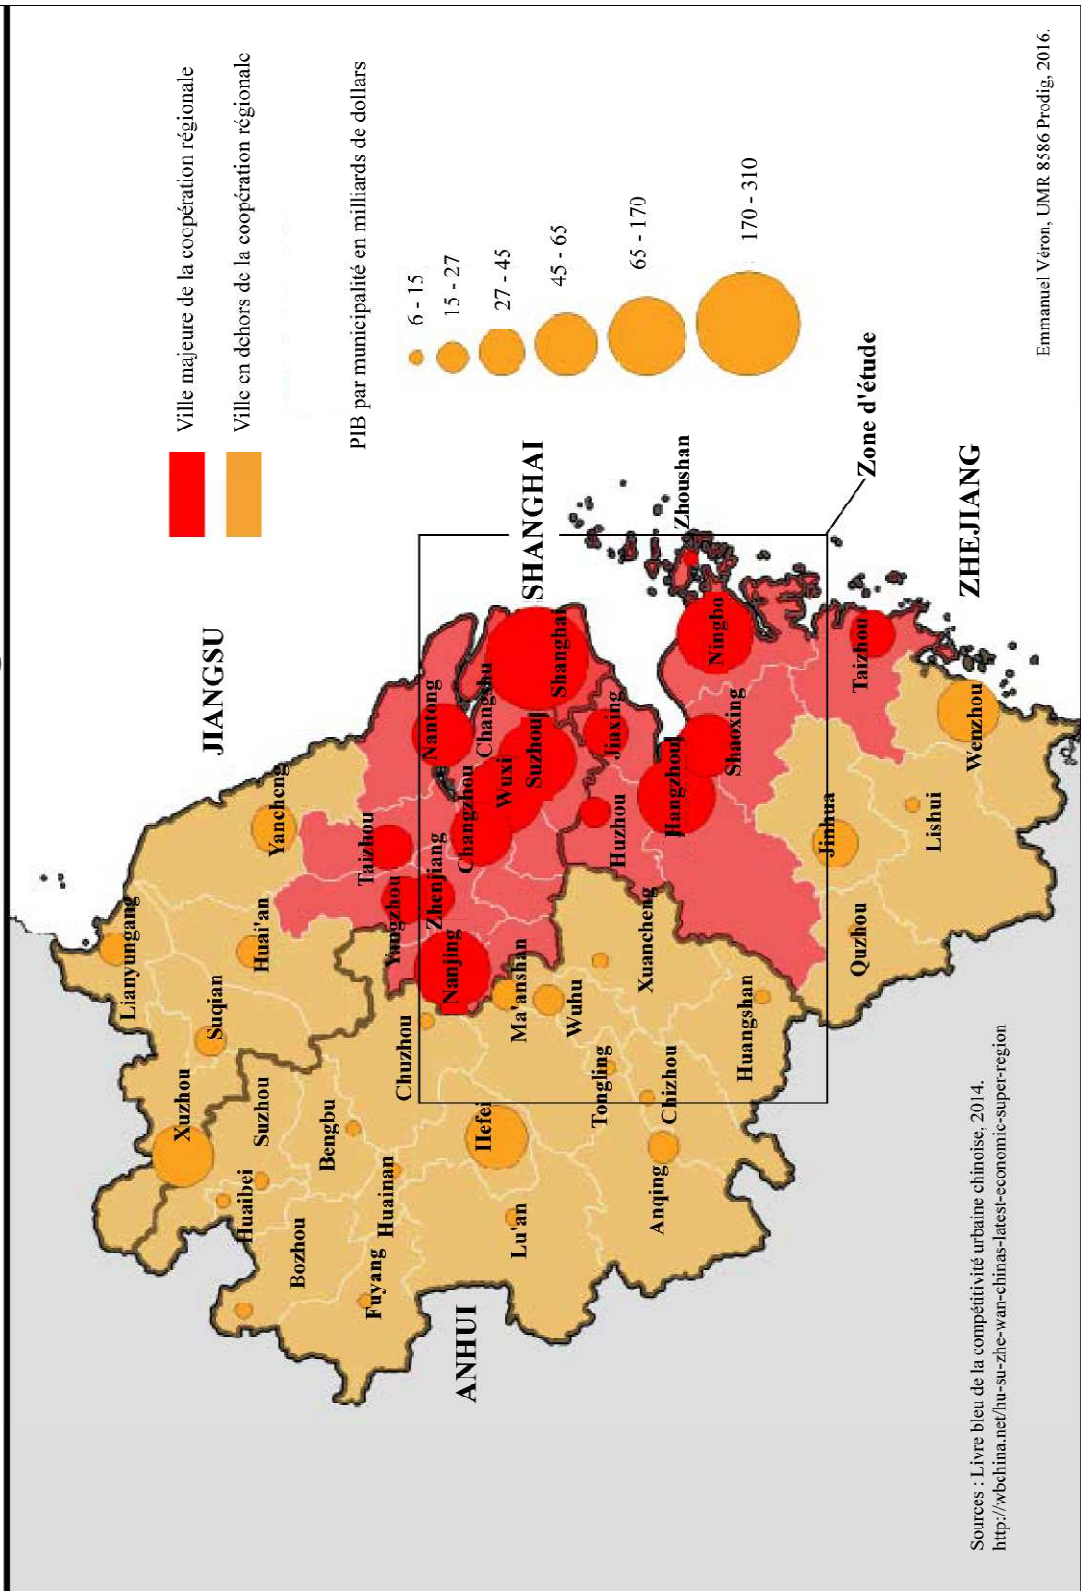 Ville majeure de la coopération régionale
Ville en dehors de la coopération régionale
PIB par municipalité en milliards de dollars
6 - 15
15 - 27
27 - 45
45 - 65
65 - 170
170 - 310
JIANGSU
SHANGHAI
ZHEJIANG
ANHUI
Zone d'étude
Lianyungang
Xuzhou
Suqian
Huai'an
Yancheng
Huaibei
Suzhou
Bozhou
Bengbu
Fuyang
Huainan
Chuzhou
Yangzhou
Taizhou
Nantong
Zhenjiang
Nanjing
Changzhou
Changshu
Wuxi
Suzhouj
Shanghai
Hefei
Lu'an
Ma'anshan
Wuhu
Tongling
Xuancheng
Chizhou
Anqing
Huangshan
Huzhou
Jiaxing
Hangzhouj
Shaoxing
Ningbo
Zhoushan
Taizhou
Jinhua
Quzhou
Lishui
Wenzhou
Sources : Livre bleu de la compétitivité urbaine chinoise, 2014.
http://wbchina.net/hu-su-zhe-wan-chinas-latest-economic-super-region
Emmanuel Véron, UMR 8586 Prodig, 2016.